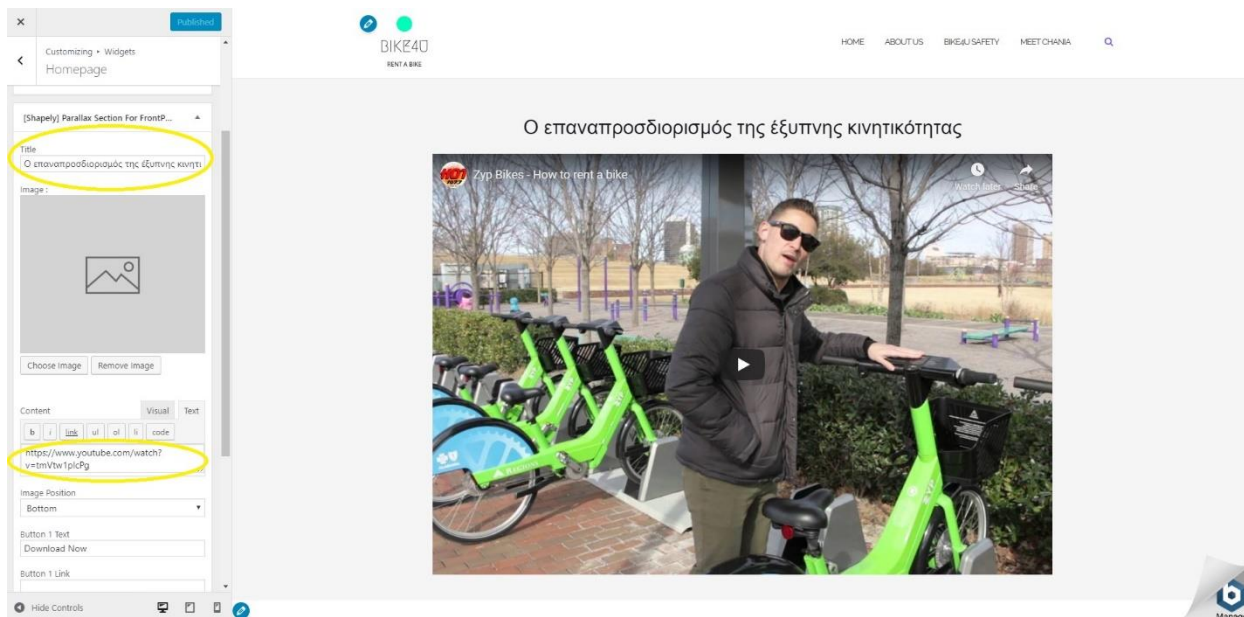 Published
Customizing • Widgets
Homepage
[Shapely] Parallax Section For FrontP...
Title
Ο επαναπροσδιορισμός της έξυπνης κινητι
Image :
Choose Image
Remove Image
Content
Visual
Text
b
i
link
ul
ol
li
code
https://www.youtube.com/watch?
v=tmVtw1plcPg
Image Position
Bottom
Button 1 Text
Download Now
Button 1 Link
Hide Controls
BIKE4U
RENT A BIKE
HOME
ABOUT US
BIKE4U SAFETY
MEET CHANIA
Ο επαναπροσδιορισμός της έξυπνης κινητικότητας
HOT
Zyp Bikes - How to rent a bike
Watch later
Share
ZYP